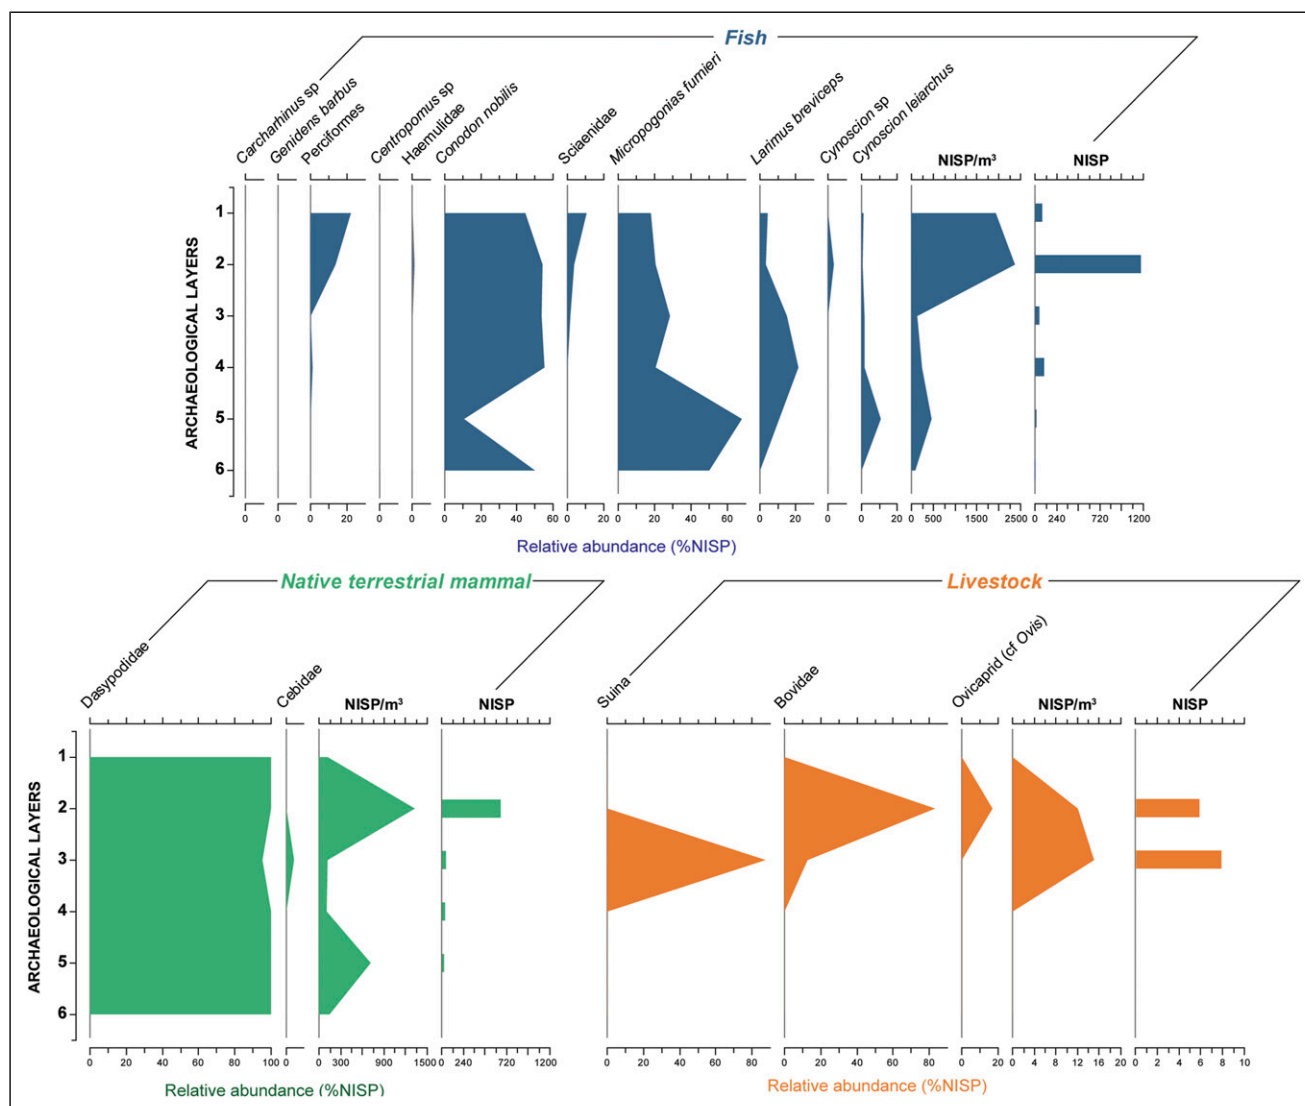 Fish
Carcharhinus sp
Genidens barbus
Perciformes
Centropomus sp
Haemulidae
Conodon nobilis
Sciaenidae
Micropogonias furnieri
Larimus breviceps
Cynoscion sp
Cynoscion leiarchus
NISP/m³ NISP
ARCHAEOLOGICAL LAYERS
1
2
3
4
5
6
0 0 0 20 0 0 0 20 40 60 0 20 0 20 40 60 0 20 0 0 20 0 500 1500 2500 0 240 720 1200
Relative abundance (%NISP)
Native terrestrial mammal
Dasypodidae
Cebidae
NISP/m³ NISP
ARCHAEOLOGICAL LAYERS
1
2
3
4
5
6
0 20 40 60 80 100 0 0 300 900 1500 0 240 720 1200
Relative abundance (%NISP)
Livestock
Suina
Bovidae
Ovicaprid (cf Ovis)
NISP/m³ NISP
0 20 40 60 80 0 20 40 60 80 0 20 0 4 8 12 16 20 0 2 4 6 8 10
Relative abundance (%NISP)